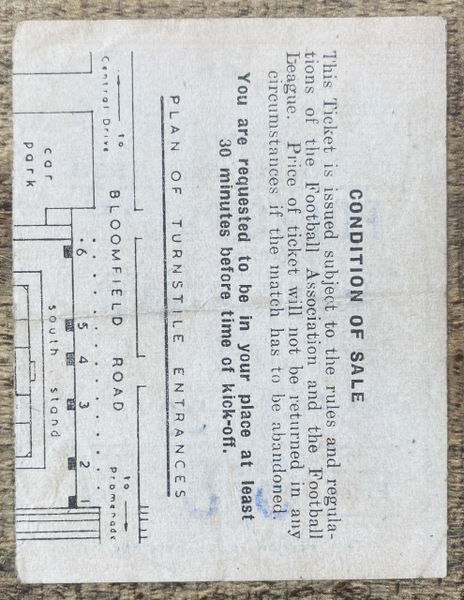 CONDITION OF SALE
This Ticket is issued subject to the rules and regula-
tions of the Football Association and the Football
League. Price of ticket will not be returned in any
circumstances if the match has to be abandoned
You are requested to be in your place at least
30 minutes before time of kick-off.
PLAN OF TURNSTILE ENTRANCES
to
Central Drive
BLOOMFIELD ROAD
to
Promenade
car
park
6 5 4 3 2 1
south stand